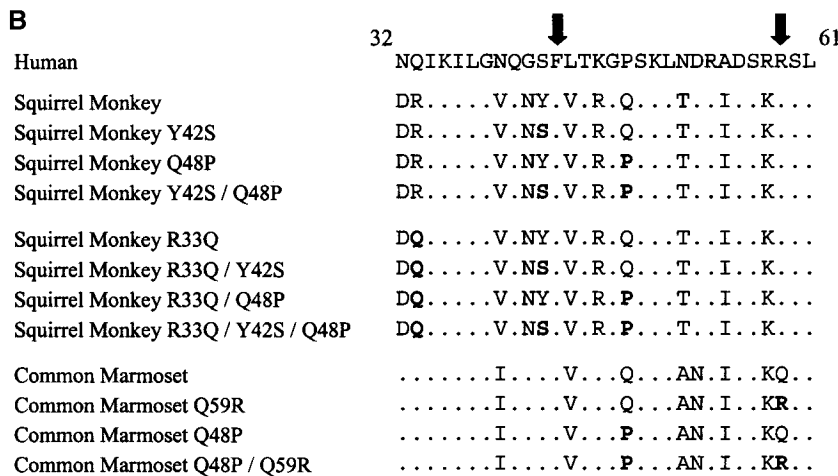 B
32 61
Human NQIKILGNQGSFLTKGPSKLNDRADSRRSL
Squirrel Monkey DR.....V.NY.V.R.Q...T..I..K...
Squirrel Monkey Y42S DR.....V.NS.V.R.Q...T..I..K...
Squirrel Monkey Q48P DR.....V.NY.V.R.P...T..I..K...
Squirrel Monkey Y42S / Q48P DR.....V.NS.V.R.P...T..I..K...
Squirrel Monkey R33Q DQ.....V.NY.V.R.Q...T..I..K...
Squirrel Monkey R33Q / Y42S DQ.....V.NS.V.R.Q...T..I..K...
Squirrel Monkey R33Q / Q48P DQ.....V.NY.V.R.P...T..I..K...
Squirrel Monkey R33Q / Y42S / Q48P DQ.....V.NS.V.R.P...T..I..K...
Common Marmoset .......I....V...Q...AN.I..KQ..
Common Marmoset Q59R .......I....V...Q...AN.I..KR..
Common Marmoset Q48P .......I....V...P...AN.I..KQ..
Common Marmoset Q48P / Q59R .......I....V...P...AN.I..KR..